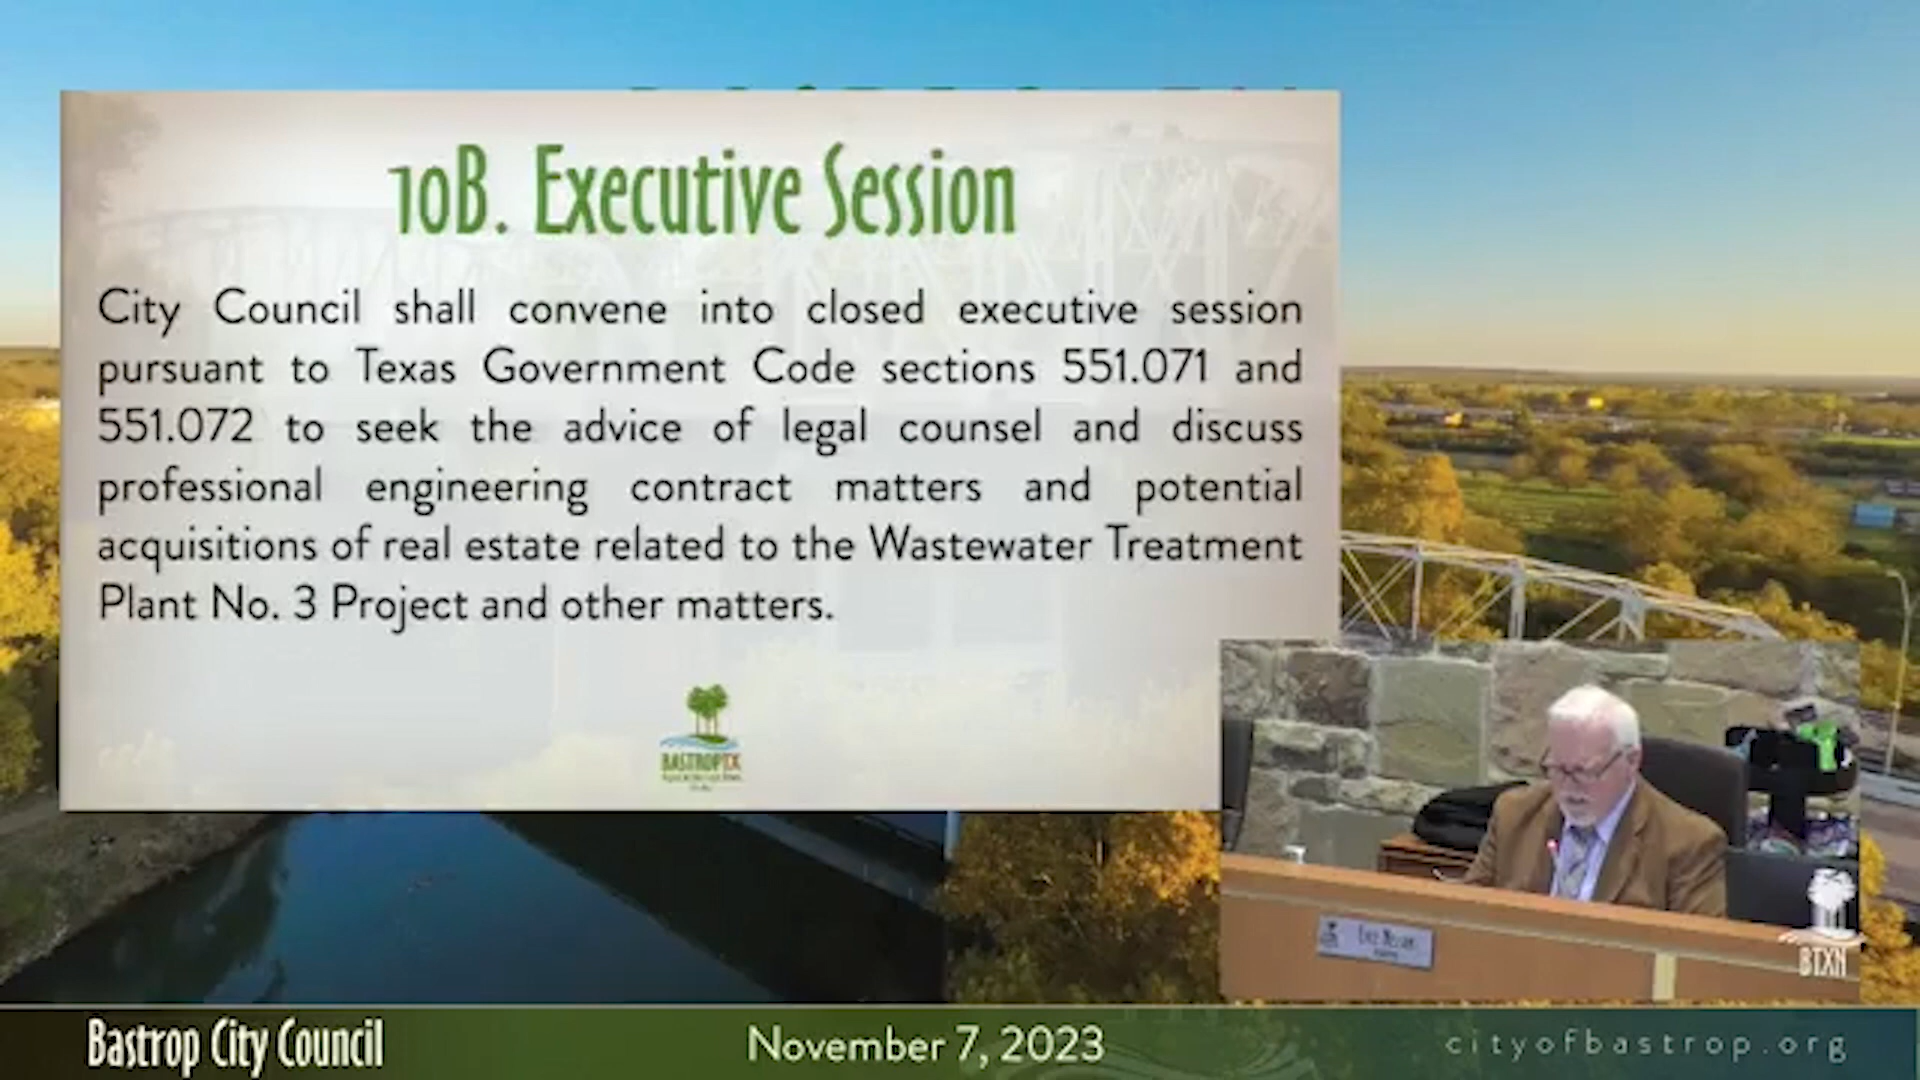 10B. Executive Session
City Council shall convene into closed executive session
pursuant to Texas Government Code sections 551.071 and
551.072 to seek the advice of legal counsel and discuss
professional engineering contract matters and potential
acquisitions of real estate related to the Wastewater Treatment
Plant No. 3 Project and other matters.
BASTROPTX
BTXN
Bastrop City Council
November 7, 2023
cityofbastrop.org